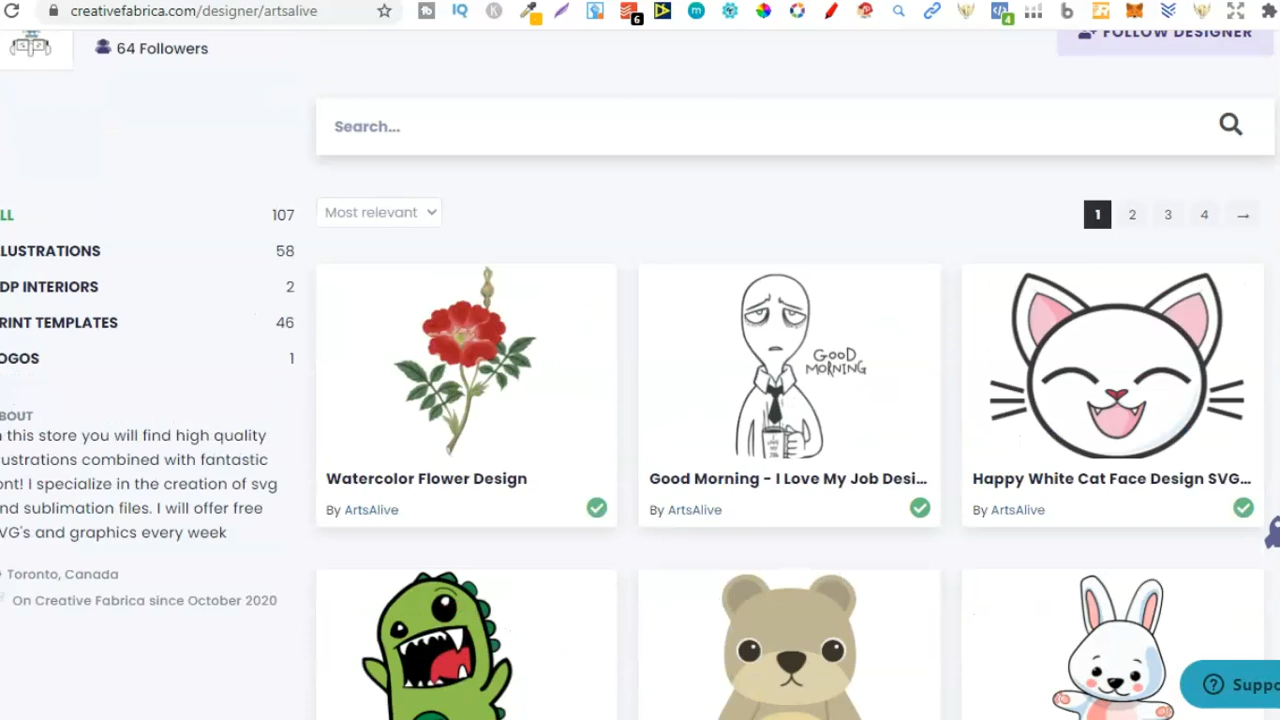 creativefabrica.com/designer/artsalive
6
4
64 Followers
FOLLOW DESIGNER
Search...
LL 107
LLUSTRATIONS 58
DP INTERIORS 2
RINT TEMPLATES 46
OGOS 1
Most relevant
1 2 3 4 →
GOOD MORNING
Watercolor Flower Design
By ArtsAlive
Good Morning - I Love My Job Desi...
By ArtsAlive
Happy White Cat Face Design SVG...
By ArtsAlive
BOUT
n this store you will find high quality
lustrations combined with fantastic
ont! I specialize in the creation of svg
nd sublimation files. I will offer free
VG's and graphics every week
Toronto, Canada
On Creative Fabrica since October 2020
Suppo